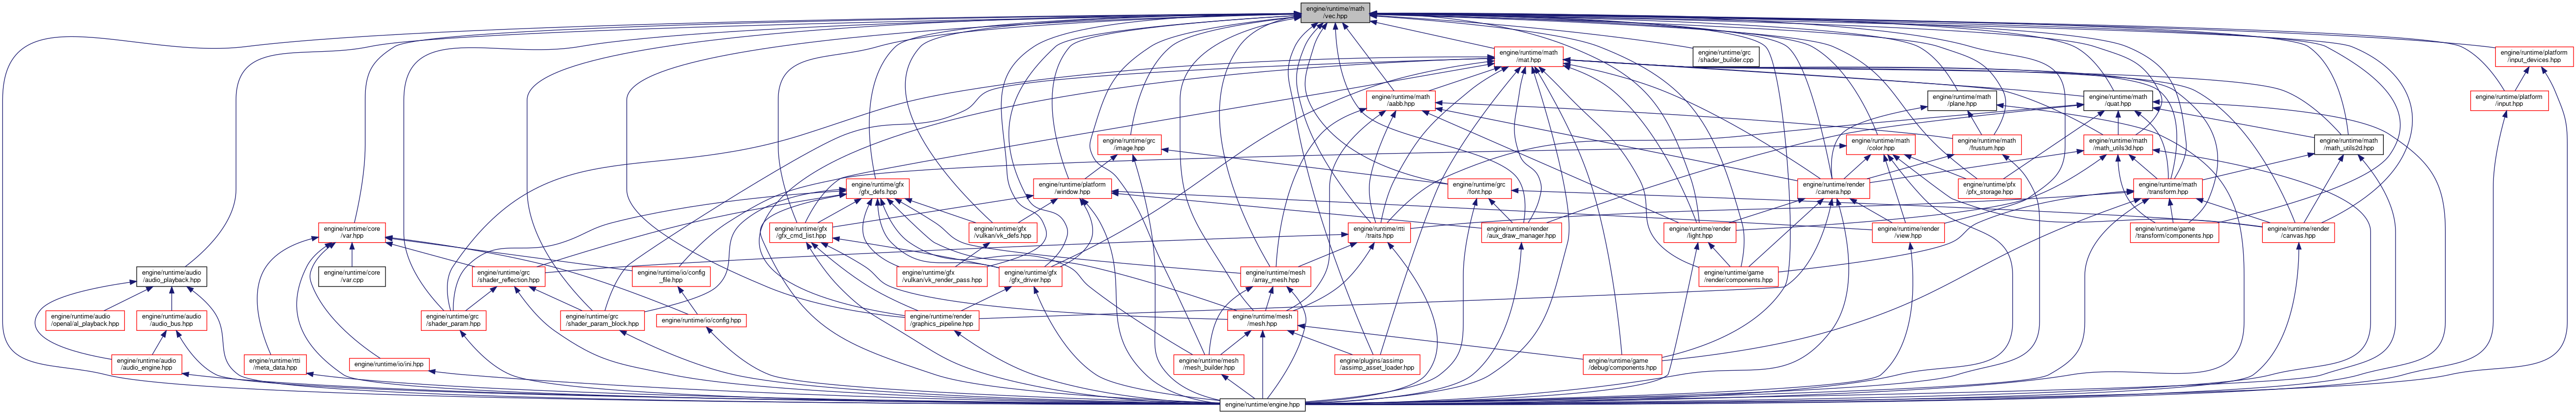 engine/runtime/math
/vec.hpp
engine/runtime/math
/mat.hpp
engine/runtime/grc
/shader_builder.cpp
engine/runtime/platform
/input_devices.hpp
engine/runtime/math
/aabb.hpp
engine/runtime/math
/plane.hpp
engine/runtime/math
/quat.hpp
engine/runtime/platform
/input.hpp
engine/runtime/grc
/image.hpp
engine/runtime/math
/color.hpp
engine/runtime/math
/frustum.hpp
engine/runtime/math
/math_utils3d.hpp
engine/runtime/math
/math_utils2d.hpp
engine/runtime/gfx
/gfx_defs.hpp
engine/runtime/platform
/window.hpp
engine/runtime/grc
/font.hpp
engine/runtime/render
/camera.hpp
engine/runtime/pfx
/pfx_storage.hpp
engine/runtime/math
/transform.hpp
engine/runtime/core
/var.hpp
engine/runtime/gfx
/gfx_cmd_list.hpp
engine/runtime/gfx
/vulkan/vk_defs.hpp
engine/runtime/rtti
/traits.hpp
engine/runtime/render
/aux_draw_manager.hpp
engine/runtime/render
/light.hpp
engine/runtime/render
/view.hpp
engine/runtime/game
/transform/components.hpp
engine/runtime/render
/canvas.hpp
engine/runtime/audio
/audio_playback.hpp
engine/runtime/core
/var.cpp
engine/runtime/grc
/shader_reflection.hpp
engine/runtime/io/config
_file.hpp
engine/runtime/gfx
/vulkan/vk_render_pass.hpp
engine/runtime/gfx
/gfx_driver.hpp
engine/runtime/mesh
/array_mesh.hpp
engine/runtime/game
/render/components.hpp
engine/runtime/audio
/openal/al_playback.hpp
engine/runtime/audio
/audio_bus.hpp
engine/runtime/grc
/shader_param.hpp
engine/runtime/grc
/shader_param_block.hpp
engine/runtime/io/config.hpp
engine/runtime/render
/graphics_pipeline.hpp
engine/runtime/mesh
/mesh.hpp
engine/runtime/audio
/audio_engine.hpp
engine/runtime/rtti
/meta_data.hpp
engine/runtime/io/ini.hpp
engine/runtime/mesh
/mesh_builder.hpp
engine/plugins/assimp
/assimp_asset_loader.hpp
engine/runtime/game
/debug/components.hpp
engine/runtime/engine.hpp